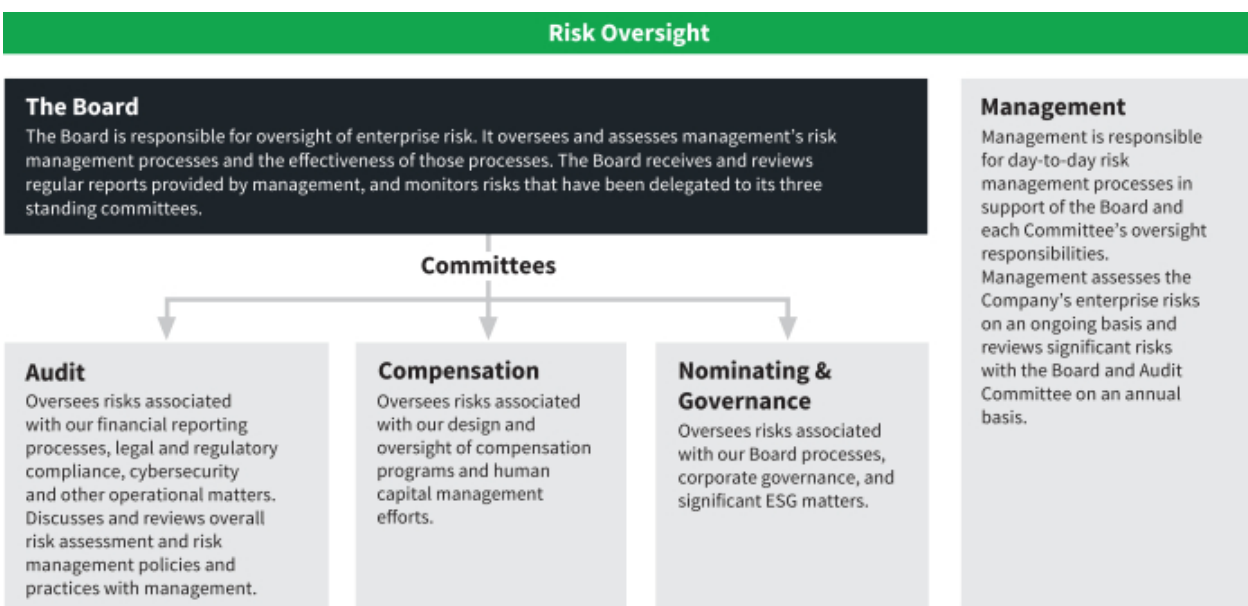 Risk Oversight
The Board
The Board is responsible for oversight of enterprise risk. It oversees and assesses management's risk
management processes and the effectiveness of those processes. The Board receives and reviews
regular reports provided by management, and monitors risks that have been delegated to its three
standing committees.
Committees
Audit
Oversees risks associated
with our financial reporting
processes, legal and regulatory
compliance, cybersecurity
and other operational matters.
Discusses and reviews overall
risk assessment and risk
management policies and
practices with management.
Compensation
Oversees risks associated
with our design and
oversight of compensation
programs and human
capital management
efforts.
Nominating &
Governance
Oversees risks associated
with our Board processes,
corporate governance, and
significant ESG matters.
Management
Management is responsible
for day-to-day risk
management processes in
support of the Board and
each Committee's oversight
responsibilities.
Management assesses the
Company's enterprise risks
on an ongoing basis and
reviews significant risks
with the Board and Audit
Committee on an annual
basis.